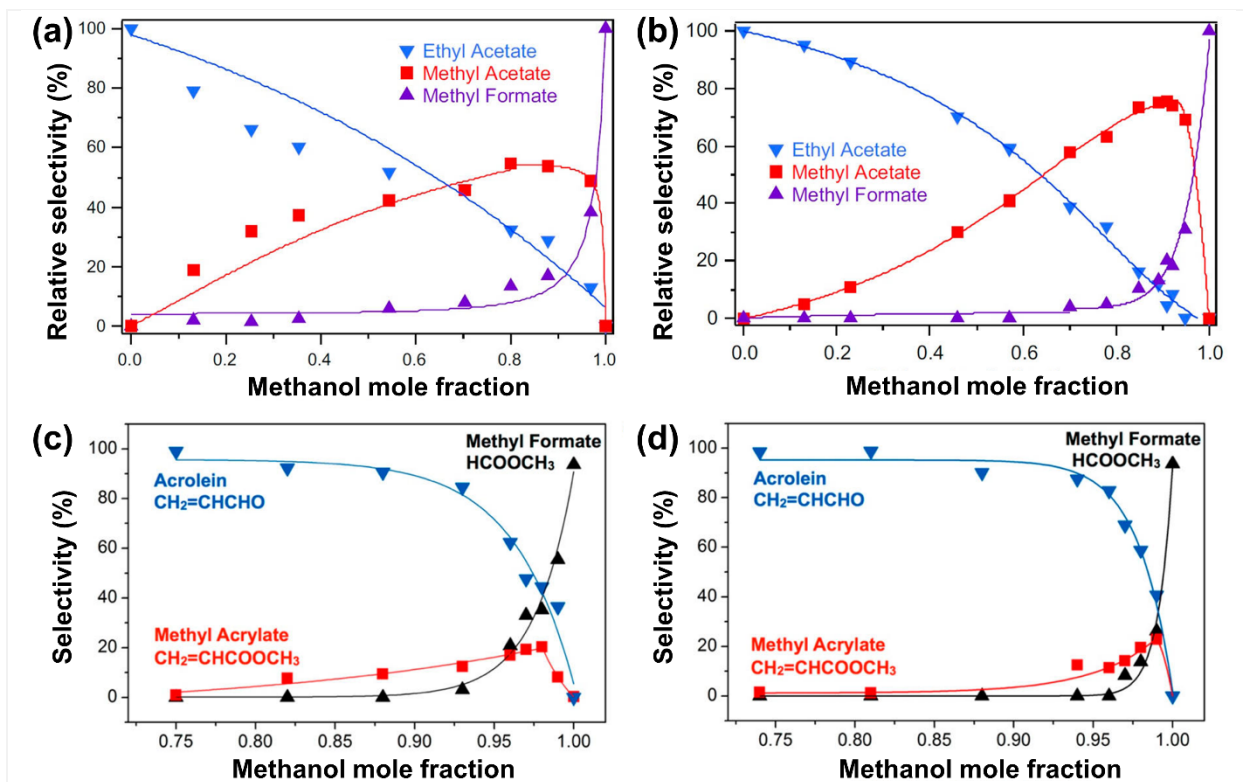 (a)
Relative selectivity (%)
100
80
60
40
20
0
Ethyl Acetate
Methyl Acetate
Methyl Formate
0.0 0.2 0.4 0.6 0.8 1.0
Methanol mole fraction
(b)
Relative selectivity (%)
100
80
60
40
20
0
Ethyl Acetate
Methyl Acetate
Methyl Formate
0.0 0.2 0.4 0.6 0.8 1.0
Methanol mole fraction
(c)
Selectivity (%)
100
80
60
40
20
0
Methyl Formate
HCOOCH₃
Acrolein
CH₂=CHCHO
Methyl Acrylate
CH₂=CHCOOCH₃
0.75 0.80 0.85 0.90 0.95 1.00
Methanol mole fraction
(d)
Selectivity (%)
100
80
60
40
20
0
Methyl Formate
HCOOCH₃
Acrolein
CH₂=CHCHO
Methyl Acrylate
CH₂=CHCOOCH₃
0.75 0.80 0.85 0.90 0.95 1.00
Methanol mole fraction